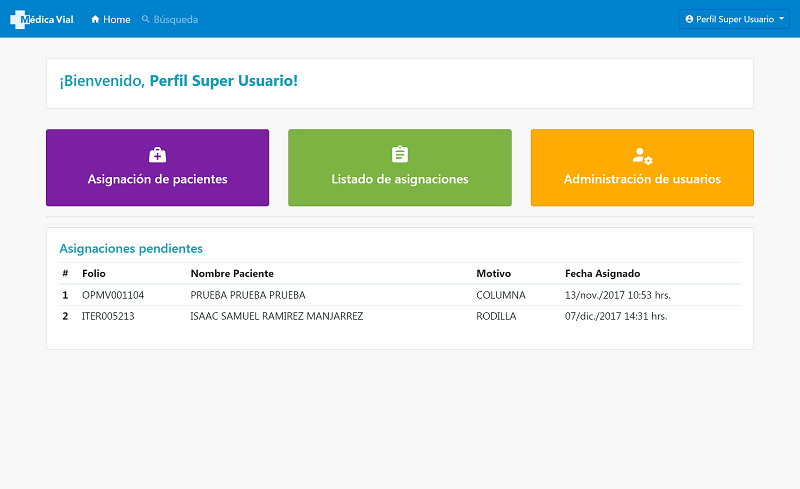 Médica Vial Home Búsqueda Perfil Super Usuario
¡Bienvenido, Perfil Super Usuario!
Asignación de pacientes Listado de asignaciones Administración de usuarios
Asignaciones pendientes
# Folio Nombre Paciente Motivo Fecha Asignado
1 OPMV001104 PRUEBA PRUEBA PRUEBA COLUMNA 13/nov./2017 10:53 hrs.
2 ITER005213 ISAAC SAMUEL RAMIREZ MANJARREZ RODILLA 07/dic./2017 14:31 hrs.